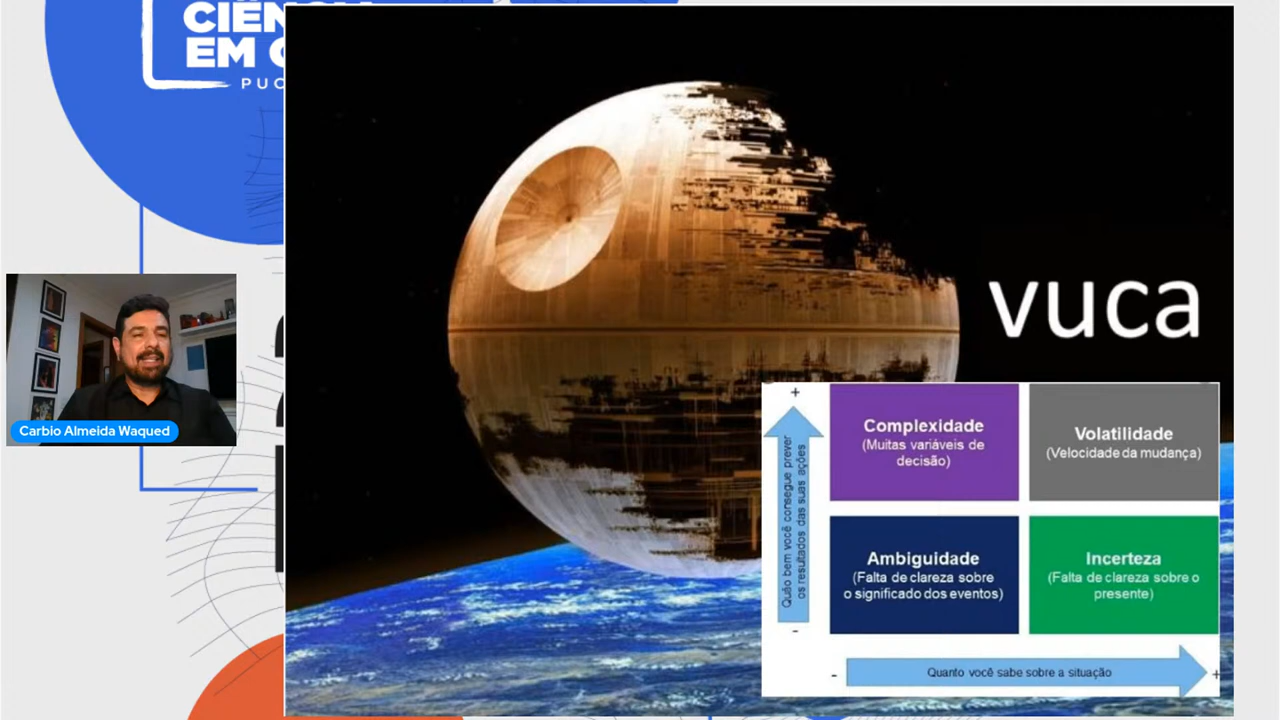 CIÊN
EM
PUC
Carbio Almeida Waqued
vuca
+
Quão bem você consegue prever
os resultados das suas ações
-
Complexidade
(Muitas variáveis de
decisão)
Volatilidade
(Velocidade da mudança)
Ambiguidade
(Falta de clareza sobre
o significado dos eventos)
Incerteza
(Falta de clareza sobre o
presente)
-
Quanto você sabe sobre a situação
+